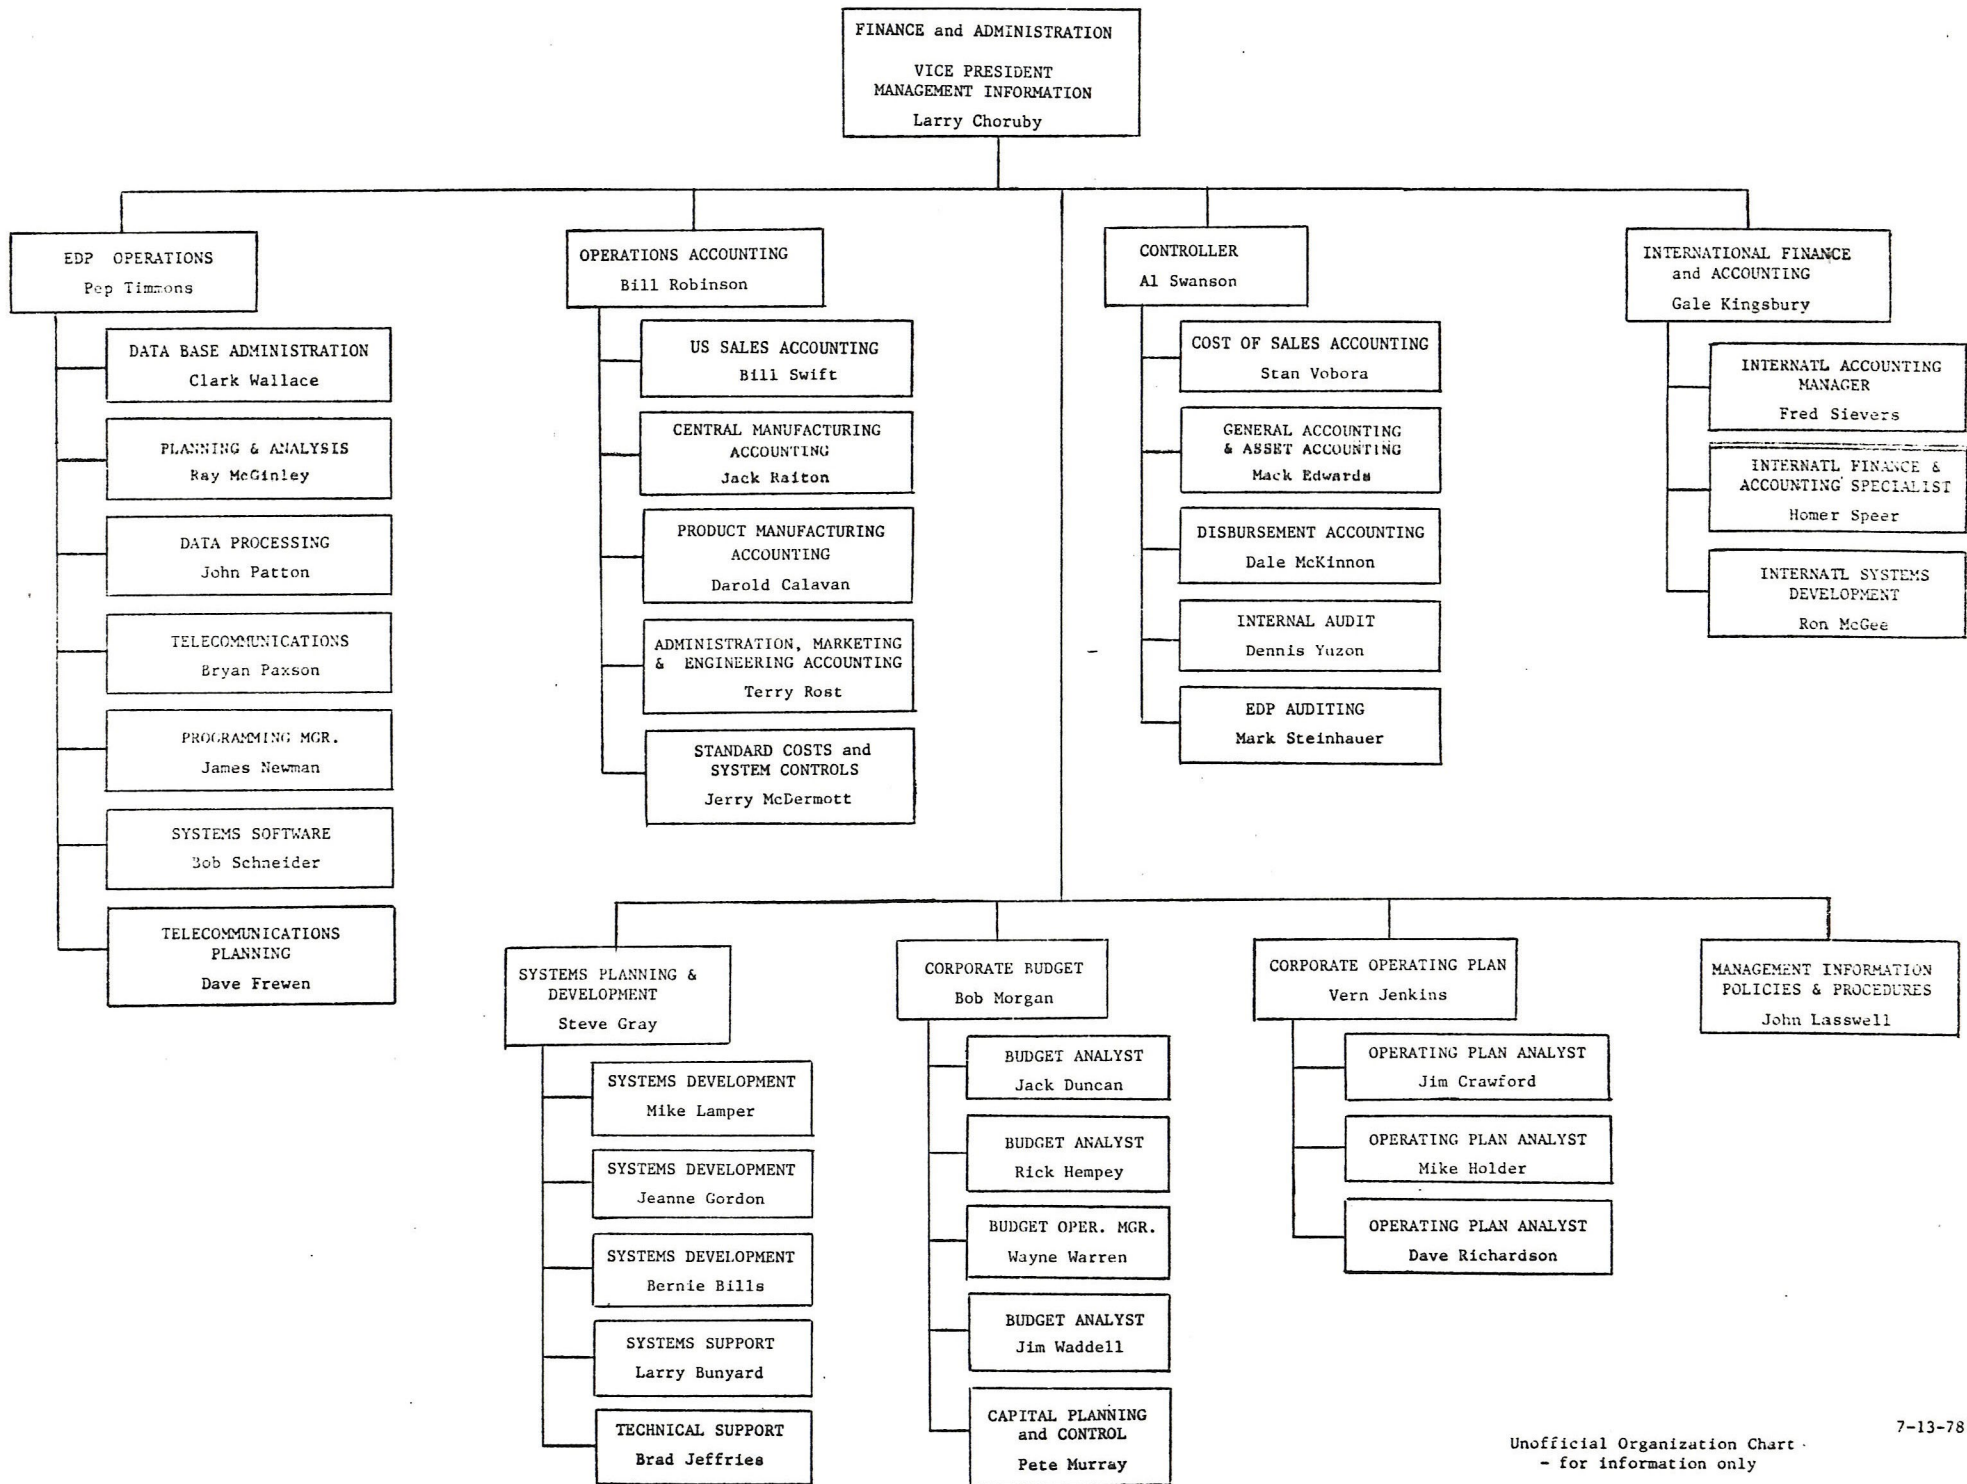 FINANCE and ADMINISTRATION
VICE PRESIDENT
MANAGEMENT INFORMATION
Larry Choruby
EDP OPERATIONS
Pep Timmons
DATA BASE ADMINISTRATION
Clark Wallace
PLANNING & ANALYSIS
Ray McGinley
DATA PROCESSING
John Patton
TELECOMMUNICATIONS
Bryan Paxson
PROGRAMMING MGR.
James Newman
SYSTEMS SOFTWARE
Bob Schneider
TELECOMMUNICATIONS
PLANNING
Dave Frewen
OPERATIONS ACCOUNTING
Bill Robinson
US SALES ACCOUNTING
Bill Swift
CENTRAL MANUFACTURING
ACCOUNTING
Jack Raiton
PRODUCT MANUFACTURING
ACCOUNTING
Darold Calavan
ADMINISTRATION, MARKETING
& ENGINEERING ACCOUNTING
Terry Rost
STANDARD COSTS and
SYSTEM CONTROLS
Jerry McDermott
CONTROLLER
Al Swanson
COST OF SALES ACCOUNTING
Stan Vobora
GENERAL ACCOUNTING
& ASSET ACCOUNTING
Mack Edwards
DISBURSEMENT ACCOUNTING
Dale McKinnon
INTERNAL AUDIT
Dennis Yuzon
EDP AUDITING
Mark Steinhauer
INTERNATIONAL FINANCE
and ACCOUNTING
Gale Kingsbury
INTERNATL ACCOUNTING
MANAGER
Fred Sievers
INTERNATL FINANCE &
ACCOUNTING SPECIALIST
Homer Speer
INTERNATL SYSTEMS
DEVELOPMENT
Ron McGee
SYSTEMS PLANNING &
DEVELOPMENT
Steve Gray
SYSTEMS DEVELOPMENT
Mike Lamper
SYSTEMS DEVELOPMENT
Jeanne Gordon
SYSTEMS DEVELOPMENT
Bernie Bills
SYSTEMS SUPPORT
Larry Bunyard
TECHNICAL SUPPORT
Brad Jeffries
CORPORATE BUDGET
Bob Morgan
BUDGET ANALYST
Jack Duncan
BUDGET ANALYST
Rick Hempey
BUDGET OPER. MGR.
Wayne Warren
BUDGET ANALYST
Jim Waddell
CAPITAL PLANNING
and CONTROL
Pete Murray
CORPORATE OPERATING PLAN
Vern Jenkins
OPERATING PLAN ANALYST
Jim Crawford
OPERATING PLAN ANALYST
Mike Holder
OPERATING PLAN ANALYST
Dave Richardson
MANAGEMENT INFORMATION
POLICIES & PROCEDURES
John Lasswell
7-13-78
Unofficial Organization Chart
- for information only